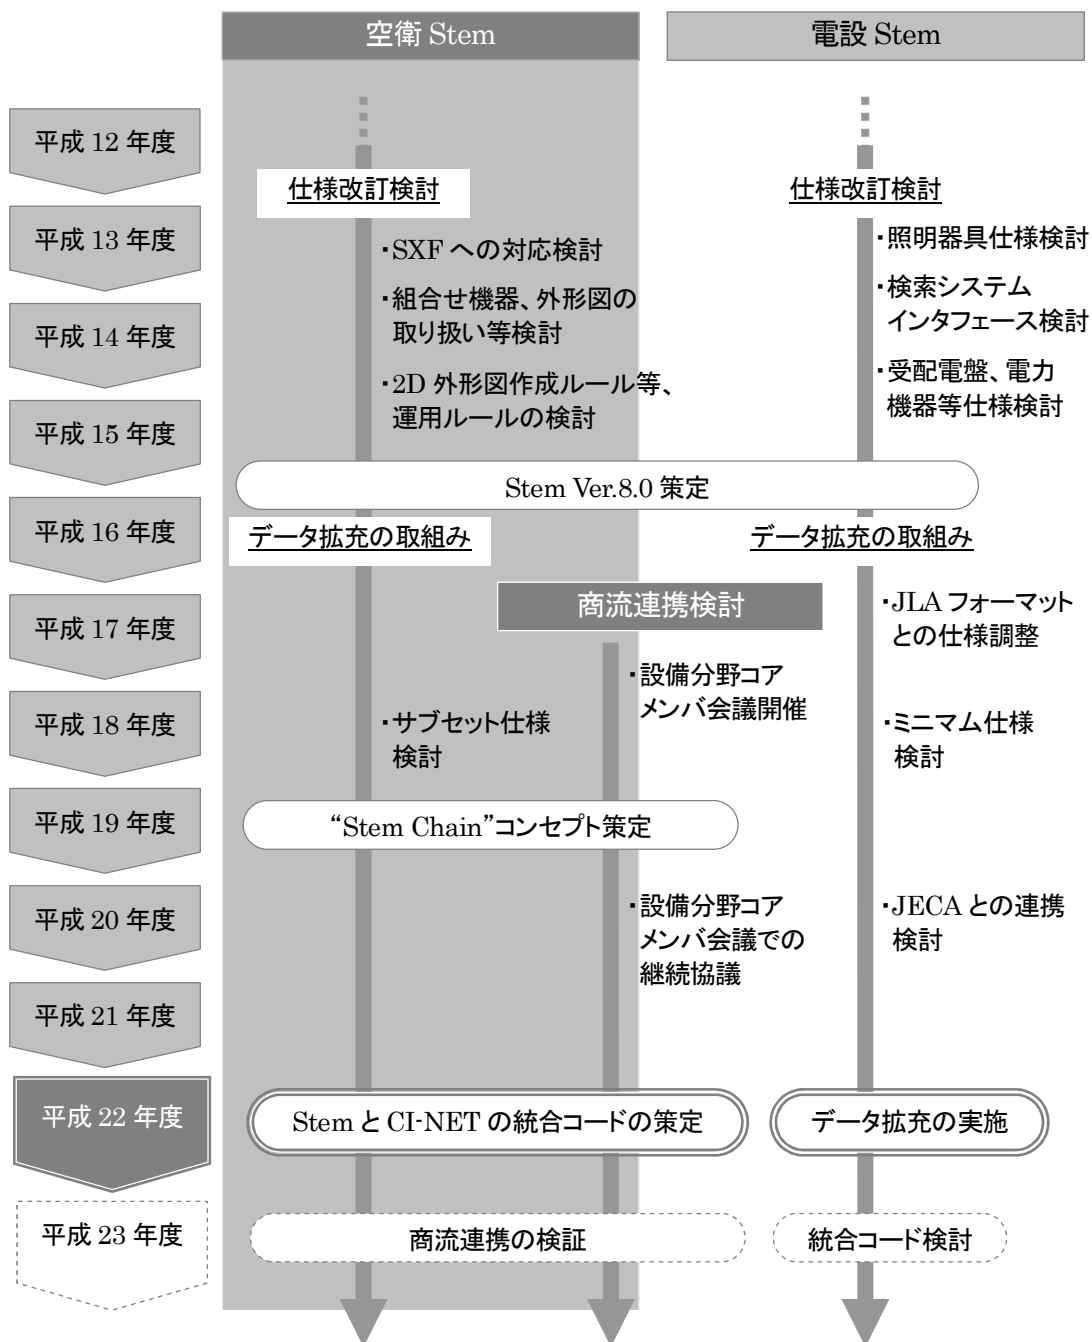 空衛 Stem
電設 Stem
平成 12 年度
仕様改訂検討
仕様改訂検討
平成 13 年度
・SXF への対応検討
・照明器具仕様検討
・組合せ機器、外形図の
取り扱い等検討
・検索システム
インタフェース検討
平成 14 年度
・2D 外形図作成ルール等、
運用ルールの検討
・受配電盤、電力
機器等仕様検討
平成 15 年度
Stem Ver.8.0 策定
平成 16 年度
データ拡充の取組み
データ拡充の取組み
商流連携検討
平成 17 年度
・JLA フォーマット
との仕様調整
・設備分野コア
メンバ会議開催
平成 18 年度
・サブセット仕様
検討
・ミニマム仕様
検討
平成 19 年度
“Stem Chain”コンセプト策定
平成 20 年度
・設備分野コア
メンバ会議での
継続協議
・JECA との連携
検討
平成 21 年度
平成 22 年度
Stem と CI-NET の統合コードの策定
データ拡充の実施
平成 23 年度
商流連携の検証
統合コード検討